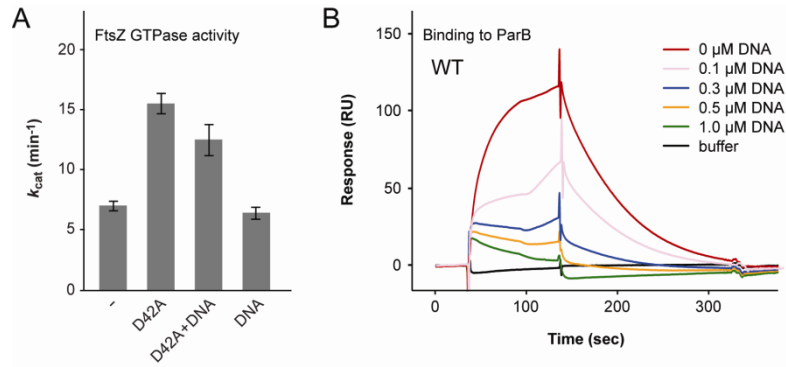 A
FtsZ GTPase activity
20
15
10
5
0
kcat (min-1)
-
D42A
D42A+DNA
DNA
B
Binding to ParB
WT
150
100
50
0
Response (RU)
0
100
200
300
Time (sec)
0 µM DNA
0.1 µM DNA
0.3 µM DNA
0.5 µM DNA
1.0 µM DNA
buffer